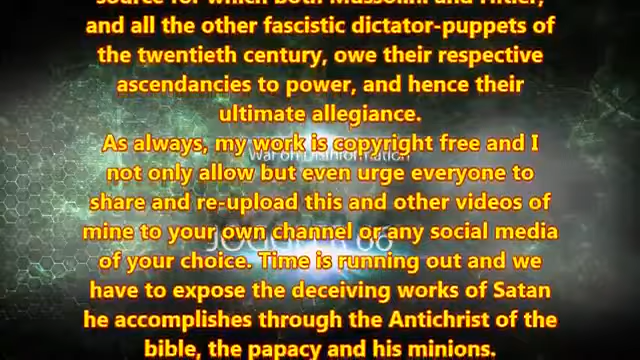 source for which both Mussolini and Hitler,
and all the other fascistic dictator-puppets of
the twentieth century, owe their respective
ascendancies to power, and hence their
ultimate allegiance.
As always, my work is copyright free and I
War on Disinformation
not only allow but even urge everyone to
share and re-upload this and other videos of
mine to your own channel or any social media
66
of your choice. Time is running out and we
have to expose the deceiving works of Satan
he accomplishes through the Antichrist of the
bible, the papacy and his minions.